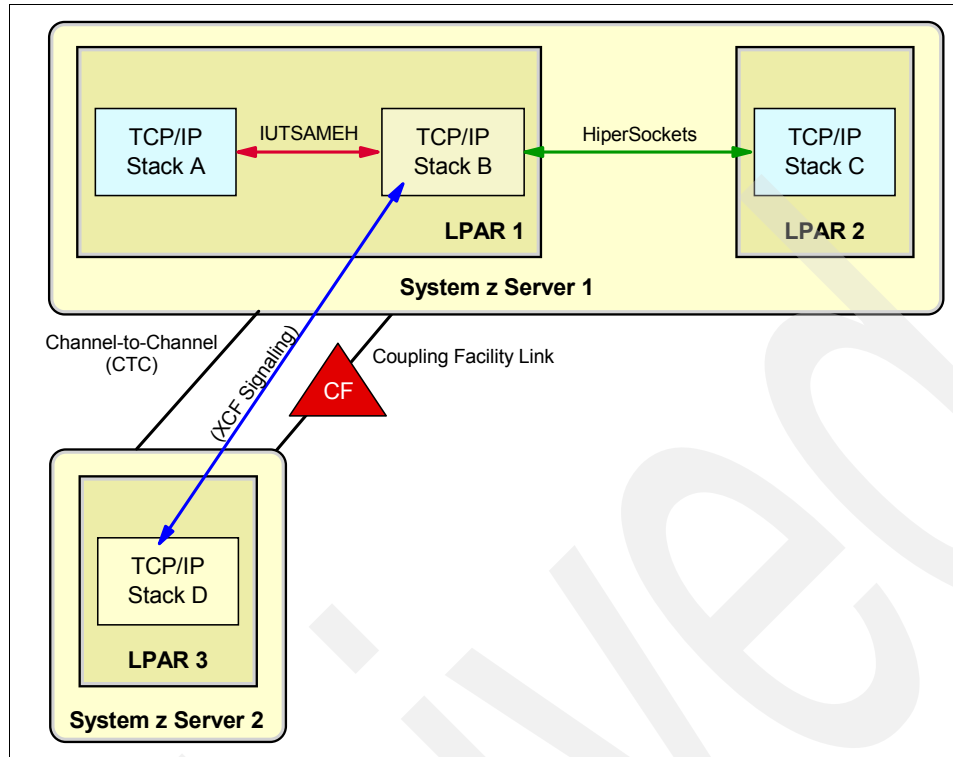 TCP/IP
Stack A
IUTSAMEH
TCP/IP
Stack B
HiperSockets
TCP/IP
Stack C
LPAR 1
LPAR 2
System z Server 1
Channel-to-Channel
(CTC)
(XCF Signaling)
Coupling Facility Link
CF
TCP/IP
Stack D
LPAR 3
System z Server 2